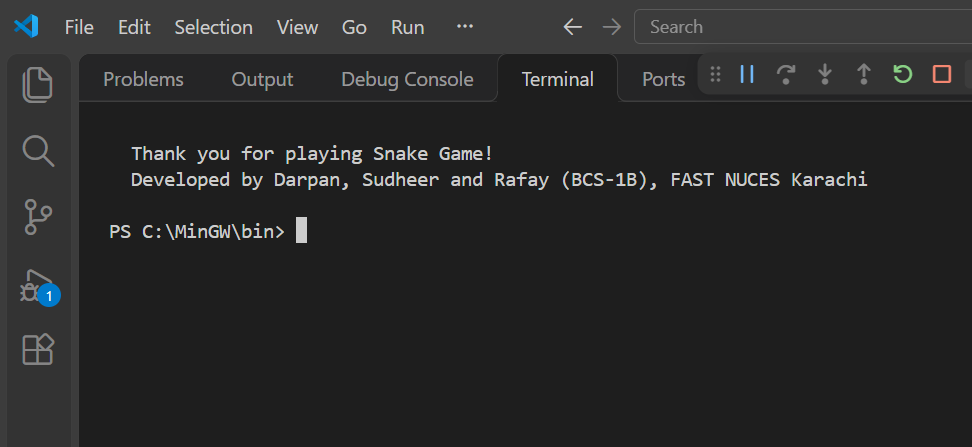 File Edit Selection View Go Run ··· Search
Problems Output Debug Console Terminal Ports
Thank you for playing Snake Game!
Developed by Darpan, Sudheer and Rafay (BCS-1B), FAST NUCES Karachi
PS C:\MinGW\bin>
1